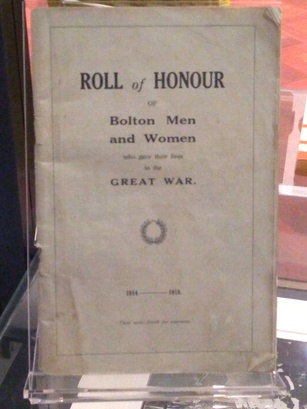 ROLL of HONOUR
OF
Bolton Men
and Women
who gave their lives
in the
GREAT WAR.
1914 — 1918.